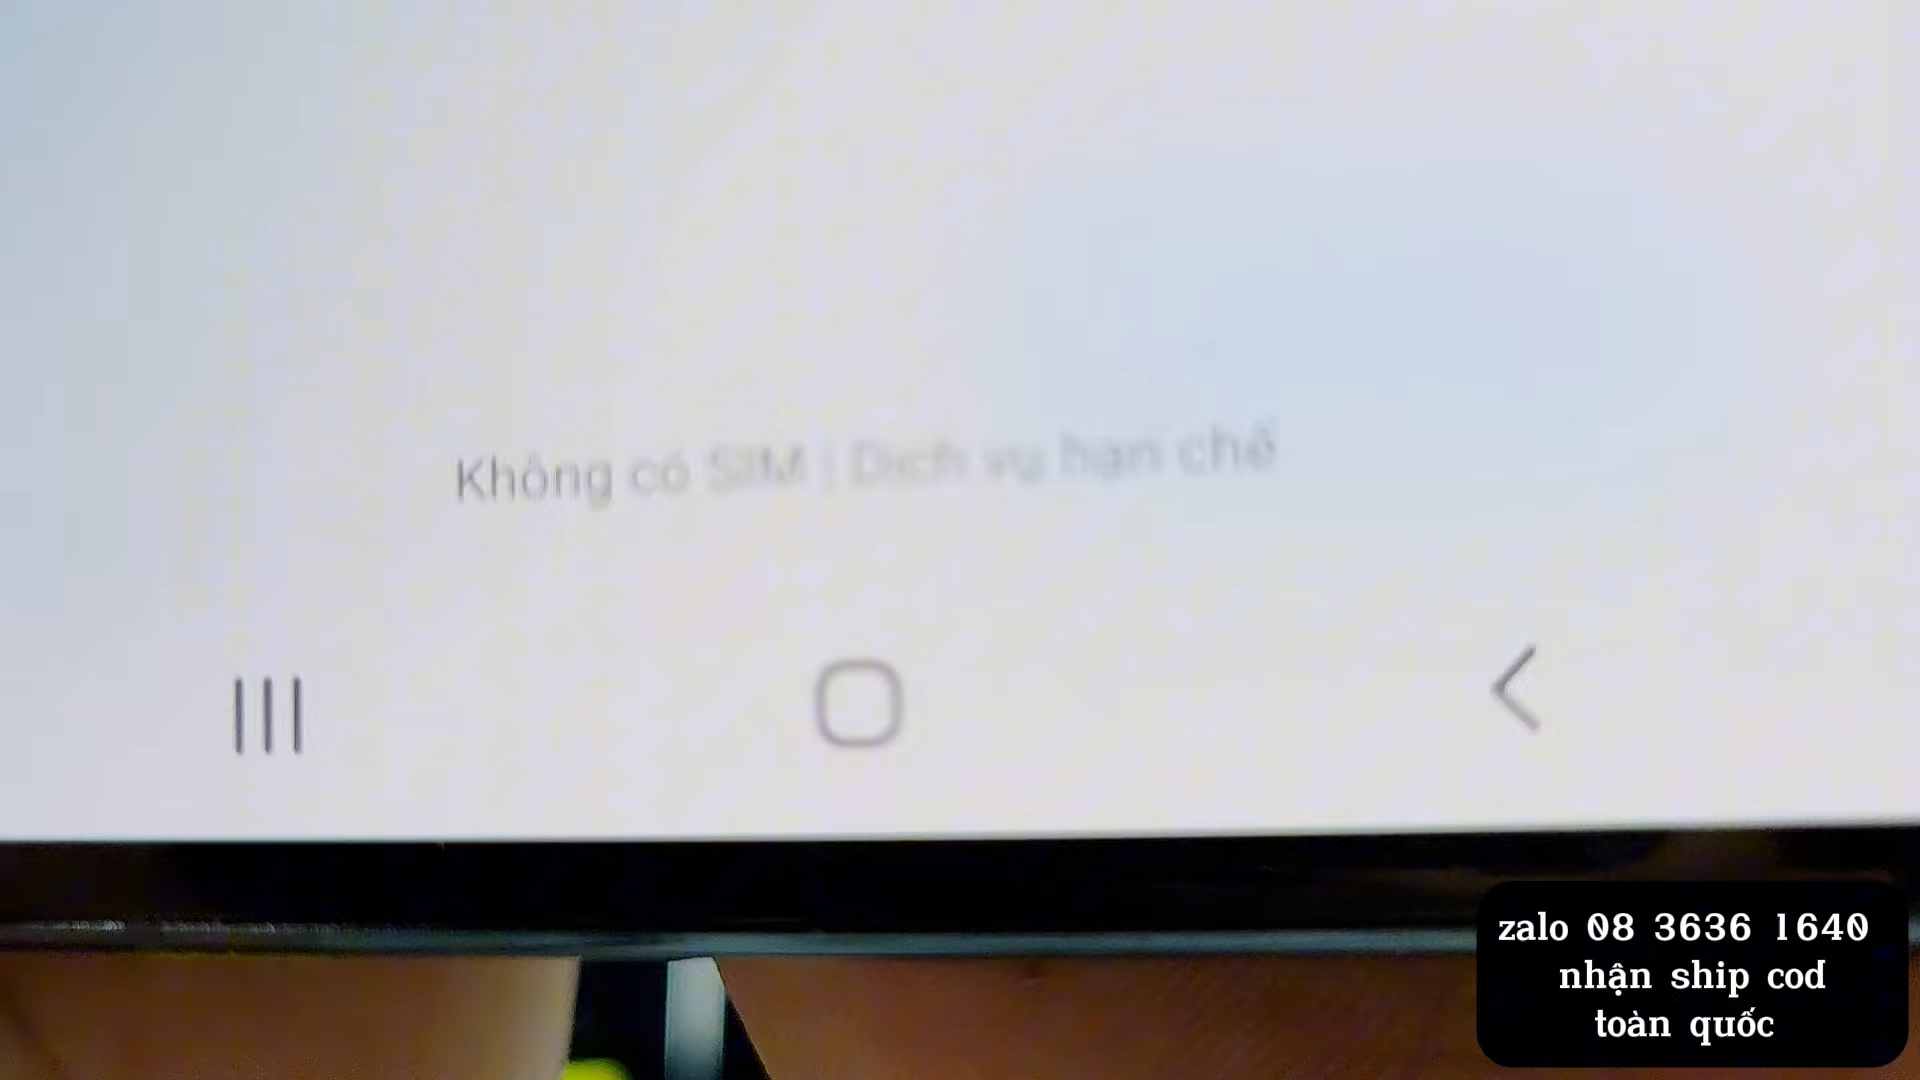 Không có SIM | Dịch vụ hạn chế
zalo 08 3636 1640
nhận ship cod
toàn quốc